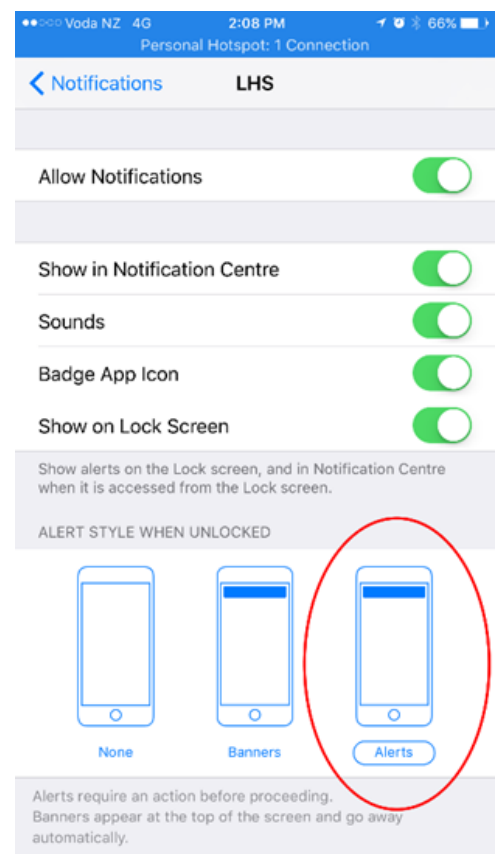 Voda NZ 4G 2:08 PM 66%
Personal Hotspot: 1 Connection
Notifications LHS
Allow Notifications
Show in Notification Centre
Sounds
Badge App Icon
Show on Lock Screen
Show alerts on the Lock screen, and in Notification Centre
when it is accessed from the Lock screen.
ALERT STYLE WHEN UNLOCKED
None Banners Alerts
Alerts require an action before proceeding.
Banners appear at the top of the screen and go away
automatically.